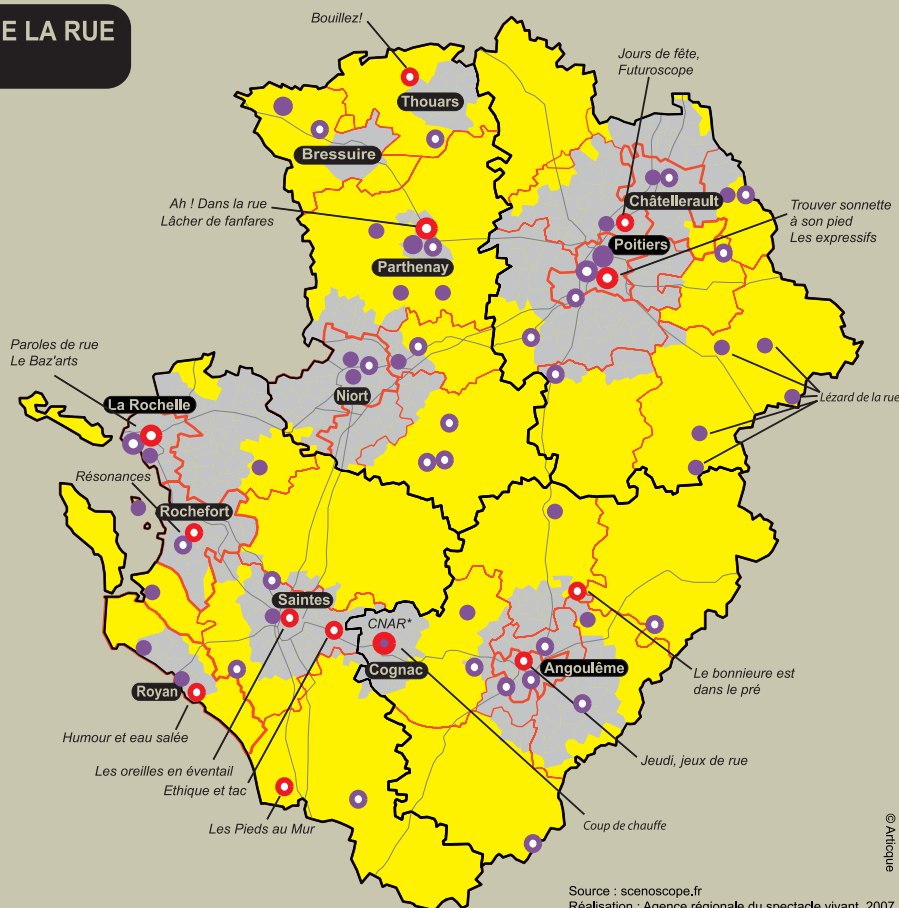 E LA RUE
Bouillez!
Jours de fête,
Futuroscope
Thouars
Bressuire
Châtellerault
Ah ! Dans la rue
Lâcher de fanfares
Trouver sonnette
à son pied
Les expressifs
Poitiers
Parthenay
Paroles de rue
Le Baz'arts
Niort
Lézard de la rue
La Rochelle
Résonances
Rochefort
Saintes
CNAR*
Cognac
Angoulême
Le bonnieure est
dans le pré
Royan
Humour et eau salée
Les oreilles en éventail
Ethique et tac
Jeudi, jeux de rue
Les Pieds au Mur
Coup de chauffe
© Articque
Source : scenoscope.fr
Réalisation : Agence régionale du spectacle vivant, 2007